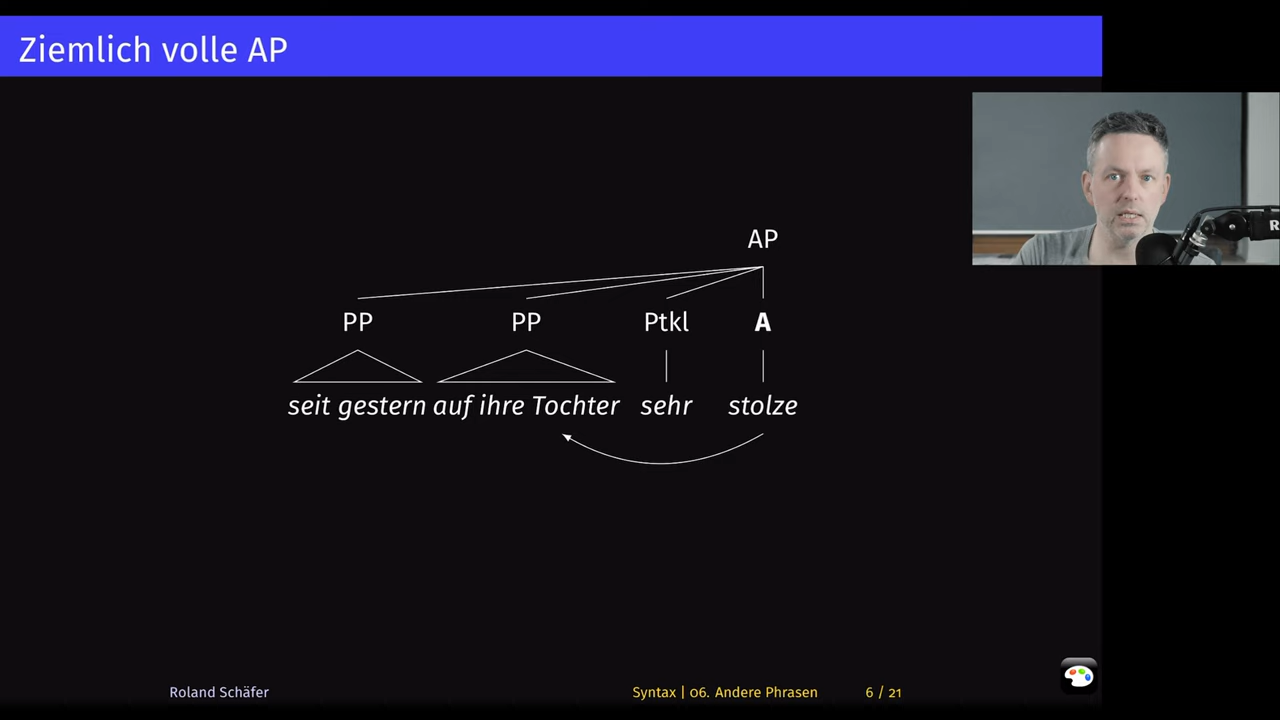 Ziemlich volle AP
AP
PP PP Ptkl A
seit gestern auf ihre Tochter sehr stolze
R
Roland Schäfer Syntax | 06. Andere Phrasen 6 / 21